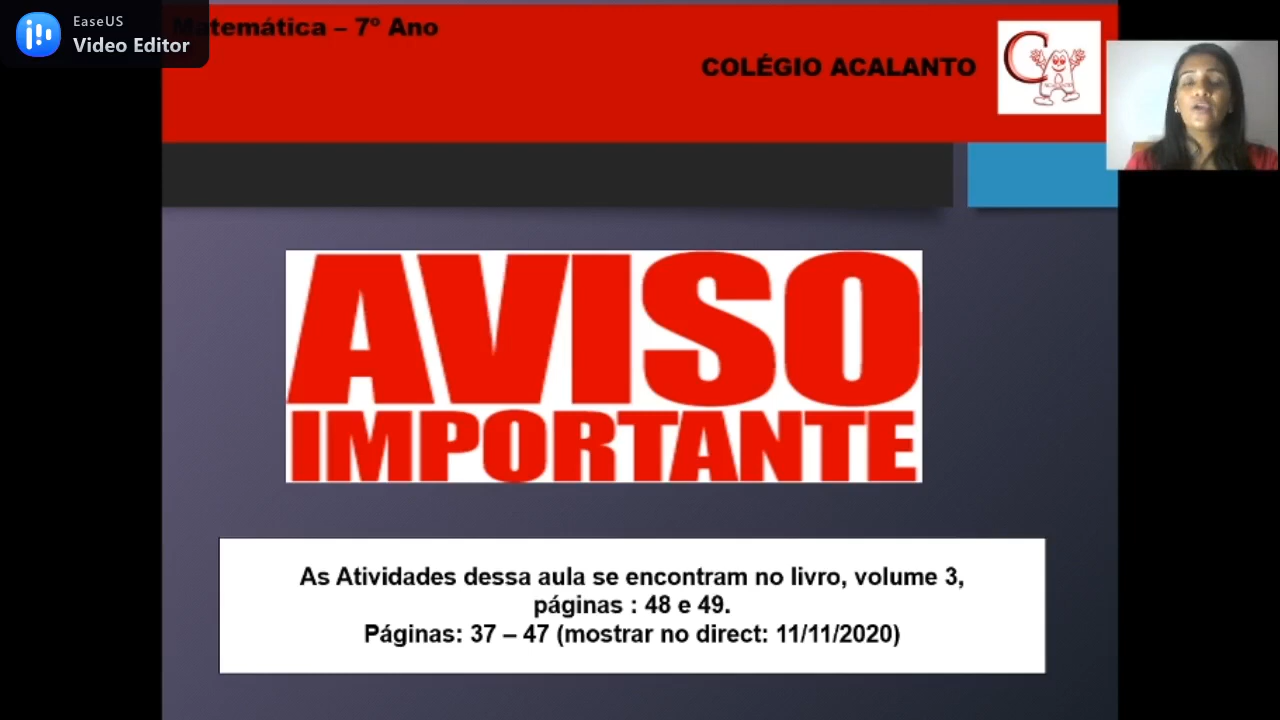 EaseUS
Video Editor
Matemática – 7º Ano
COLÉGIO ACALANTO
AVISO
IMPORTANTE
As Atividades dessa aula se encontram no livro, volume 3,
páginas : 48 e 49.
Páginas: 37 – 47 (mostrar no direct: 11/11/2020)